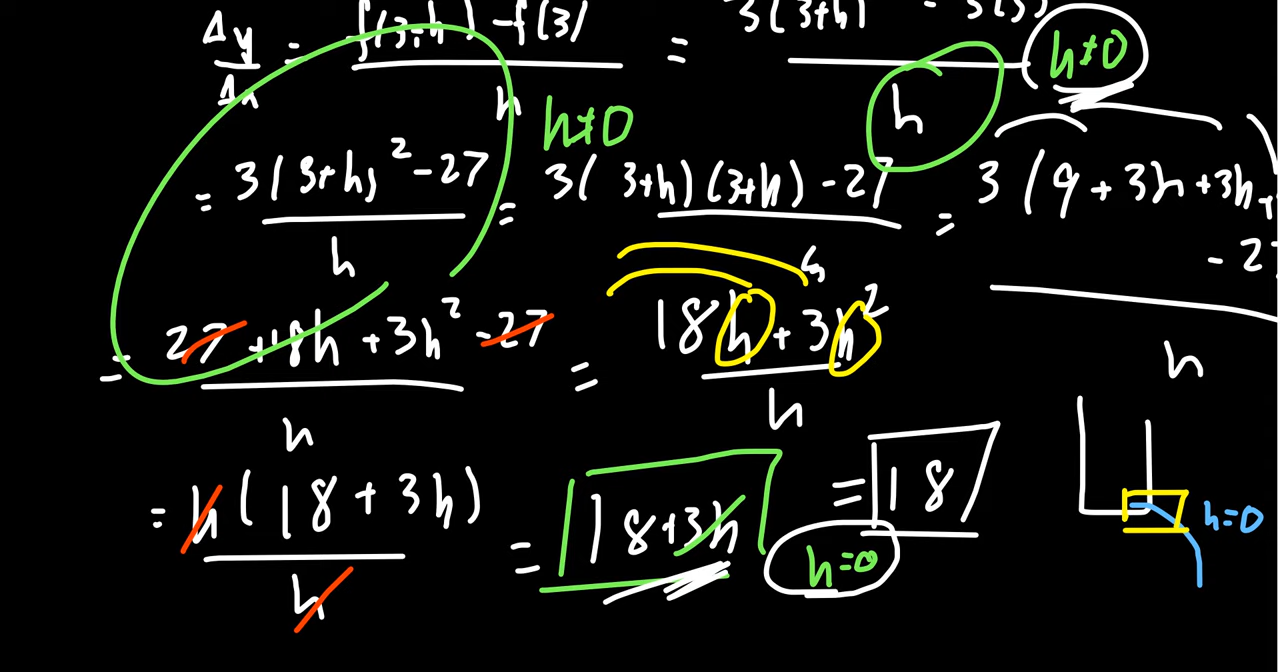 Δy/Δx = f(3+h) - f(3)/h = 3(3+h) - 3(3)/h h≠0
= 3(3+h)² - 27/h h≠0 = 3(3+h)(3+h) - 27/h = 3(9 + 3h + 3h + - 27/h
= 27 + 18h + 3h² - 27/h = 18h + 3h²/h
= h(18 + 3h)/h = 18 + 3h = 18 h=0
h=0